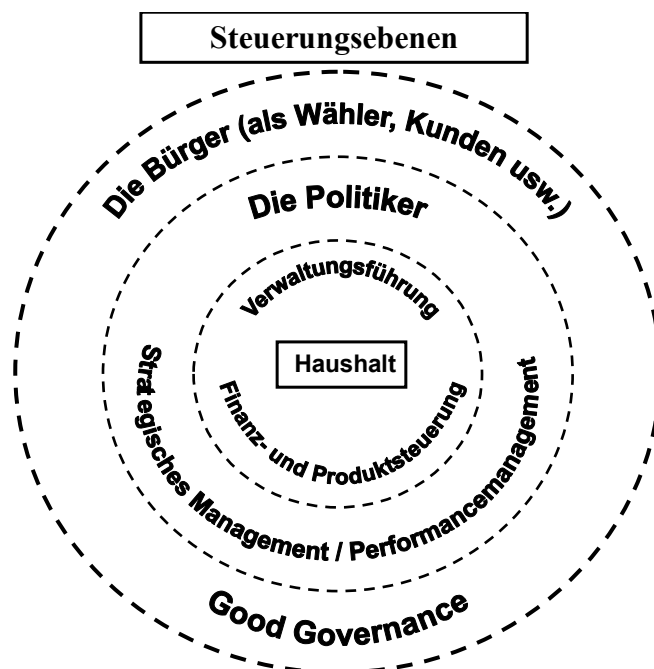 Steuerungsebenen
Die Bürger (als Wähler, Kunden usw.)
Die Politiker
Verwaltungsführung
Haushalt
Finanz- und Produktsteuerung
Strategisches Management / Performancemanagement
Good Governance